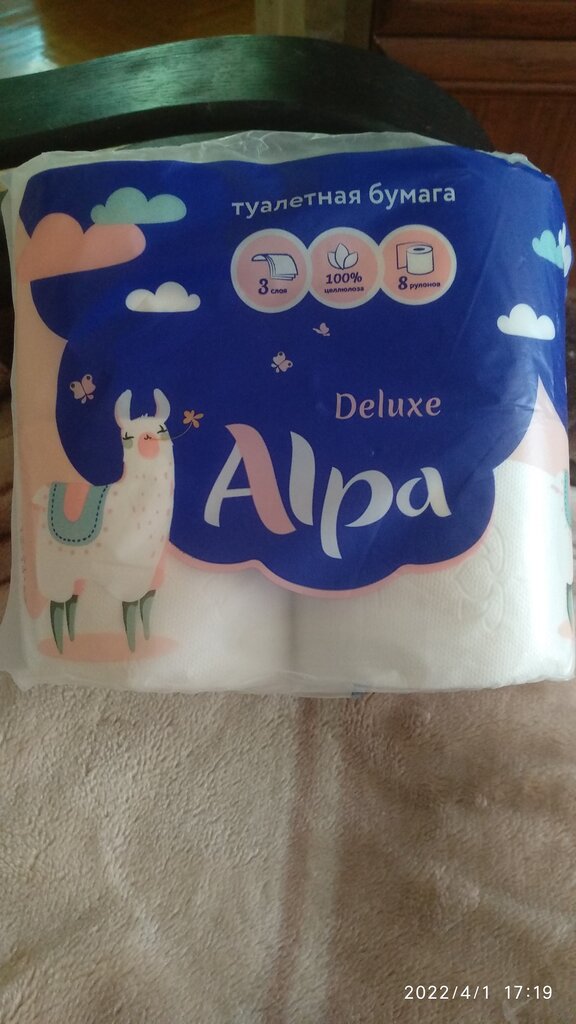 туалетная бумага
3 слоя
100%
целлюлоза
8 рулонов
Deluxe
Alpa
2022/4/1 17:19